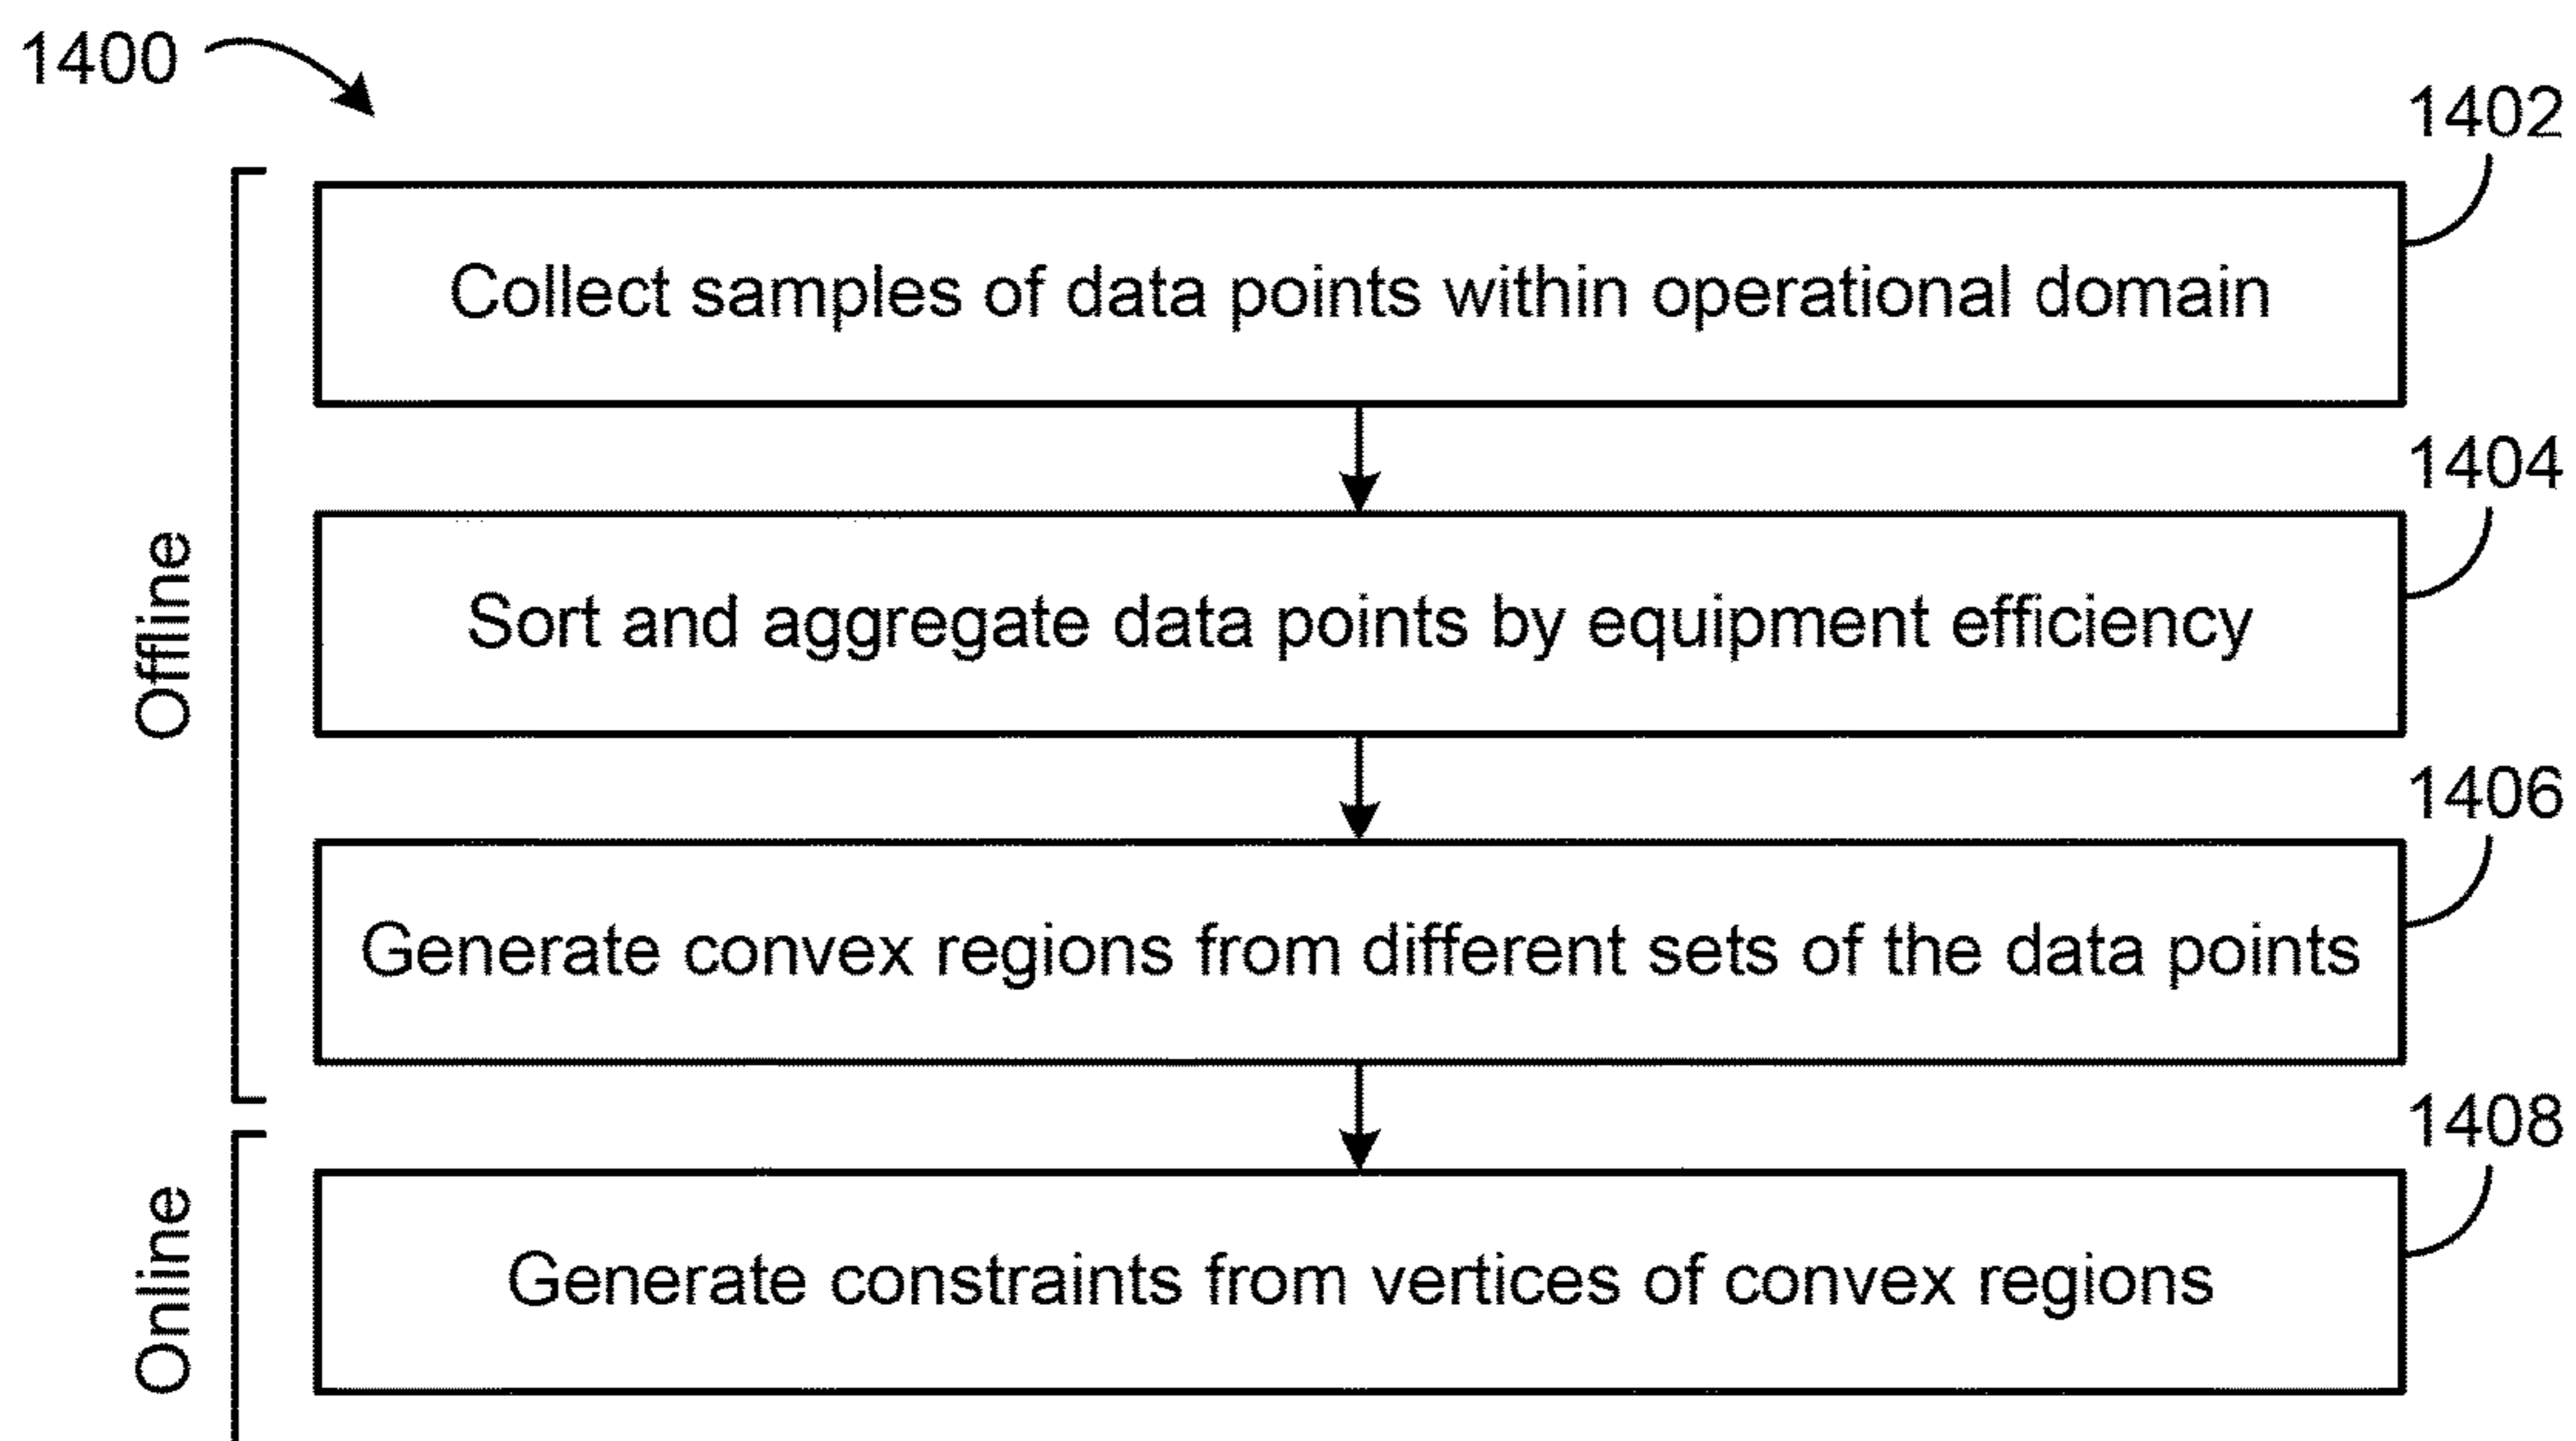 1400
1402
Collect samples of data points within operational domain
1404
Sort and aggregate data points by equipment efficiency
Offline
1406
Generate convex regions from different sets of the data points
1408
Generate constraints from vertices of convex regions
Online